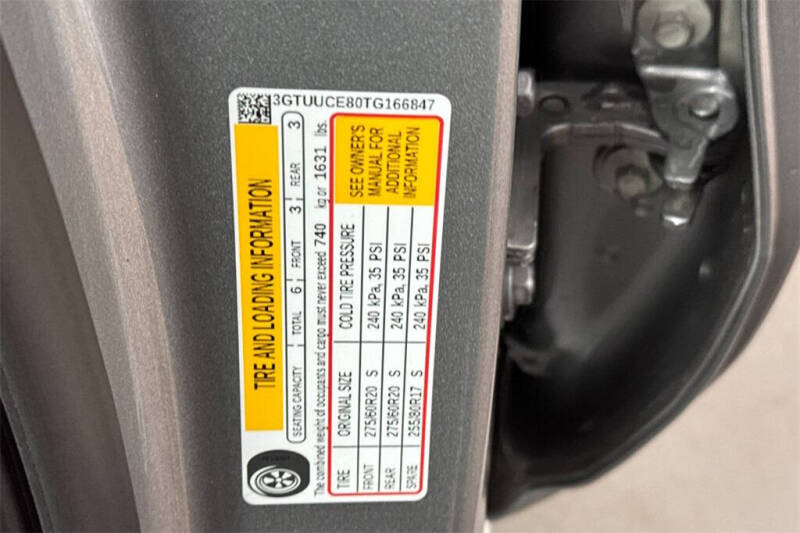 3GTUUCE80TG166847
TIRE AND LOADING INFORMATION
SEATING CAPACITY TOTAL 6 FRONT 3 REAR 3
The combined weight of occupants and cargo must never exceed 740 kg or 1631 lbs.
TIRE ORIGINAL SIZE COLD TIRE PRESSURE
FRONT 275/60R20 S 240 kPa, 35 PSI
REAR 275/60R20 S 240 kPa, 35 PSI
SPARE 255/80R17 S 240 kPa, 35 PSI
SEE OWNER'S
MANUAL FOR
ADDITIONAL
INFORMATION